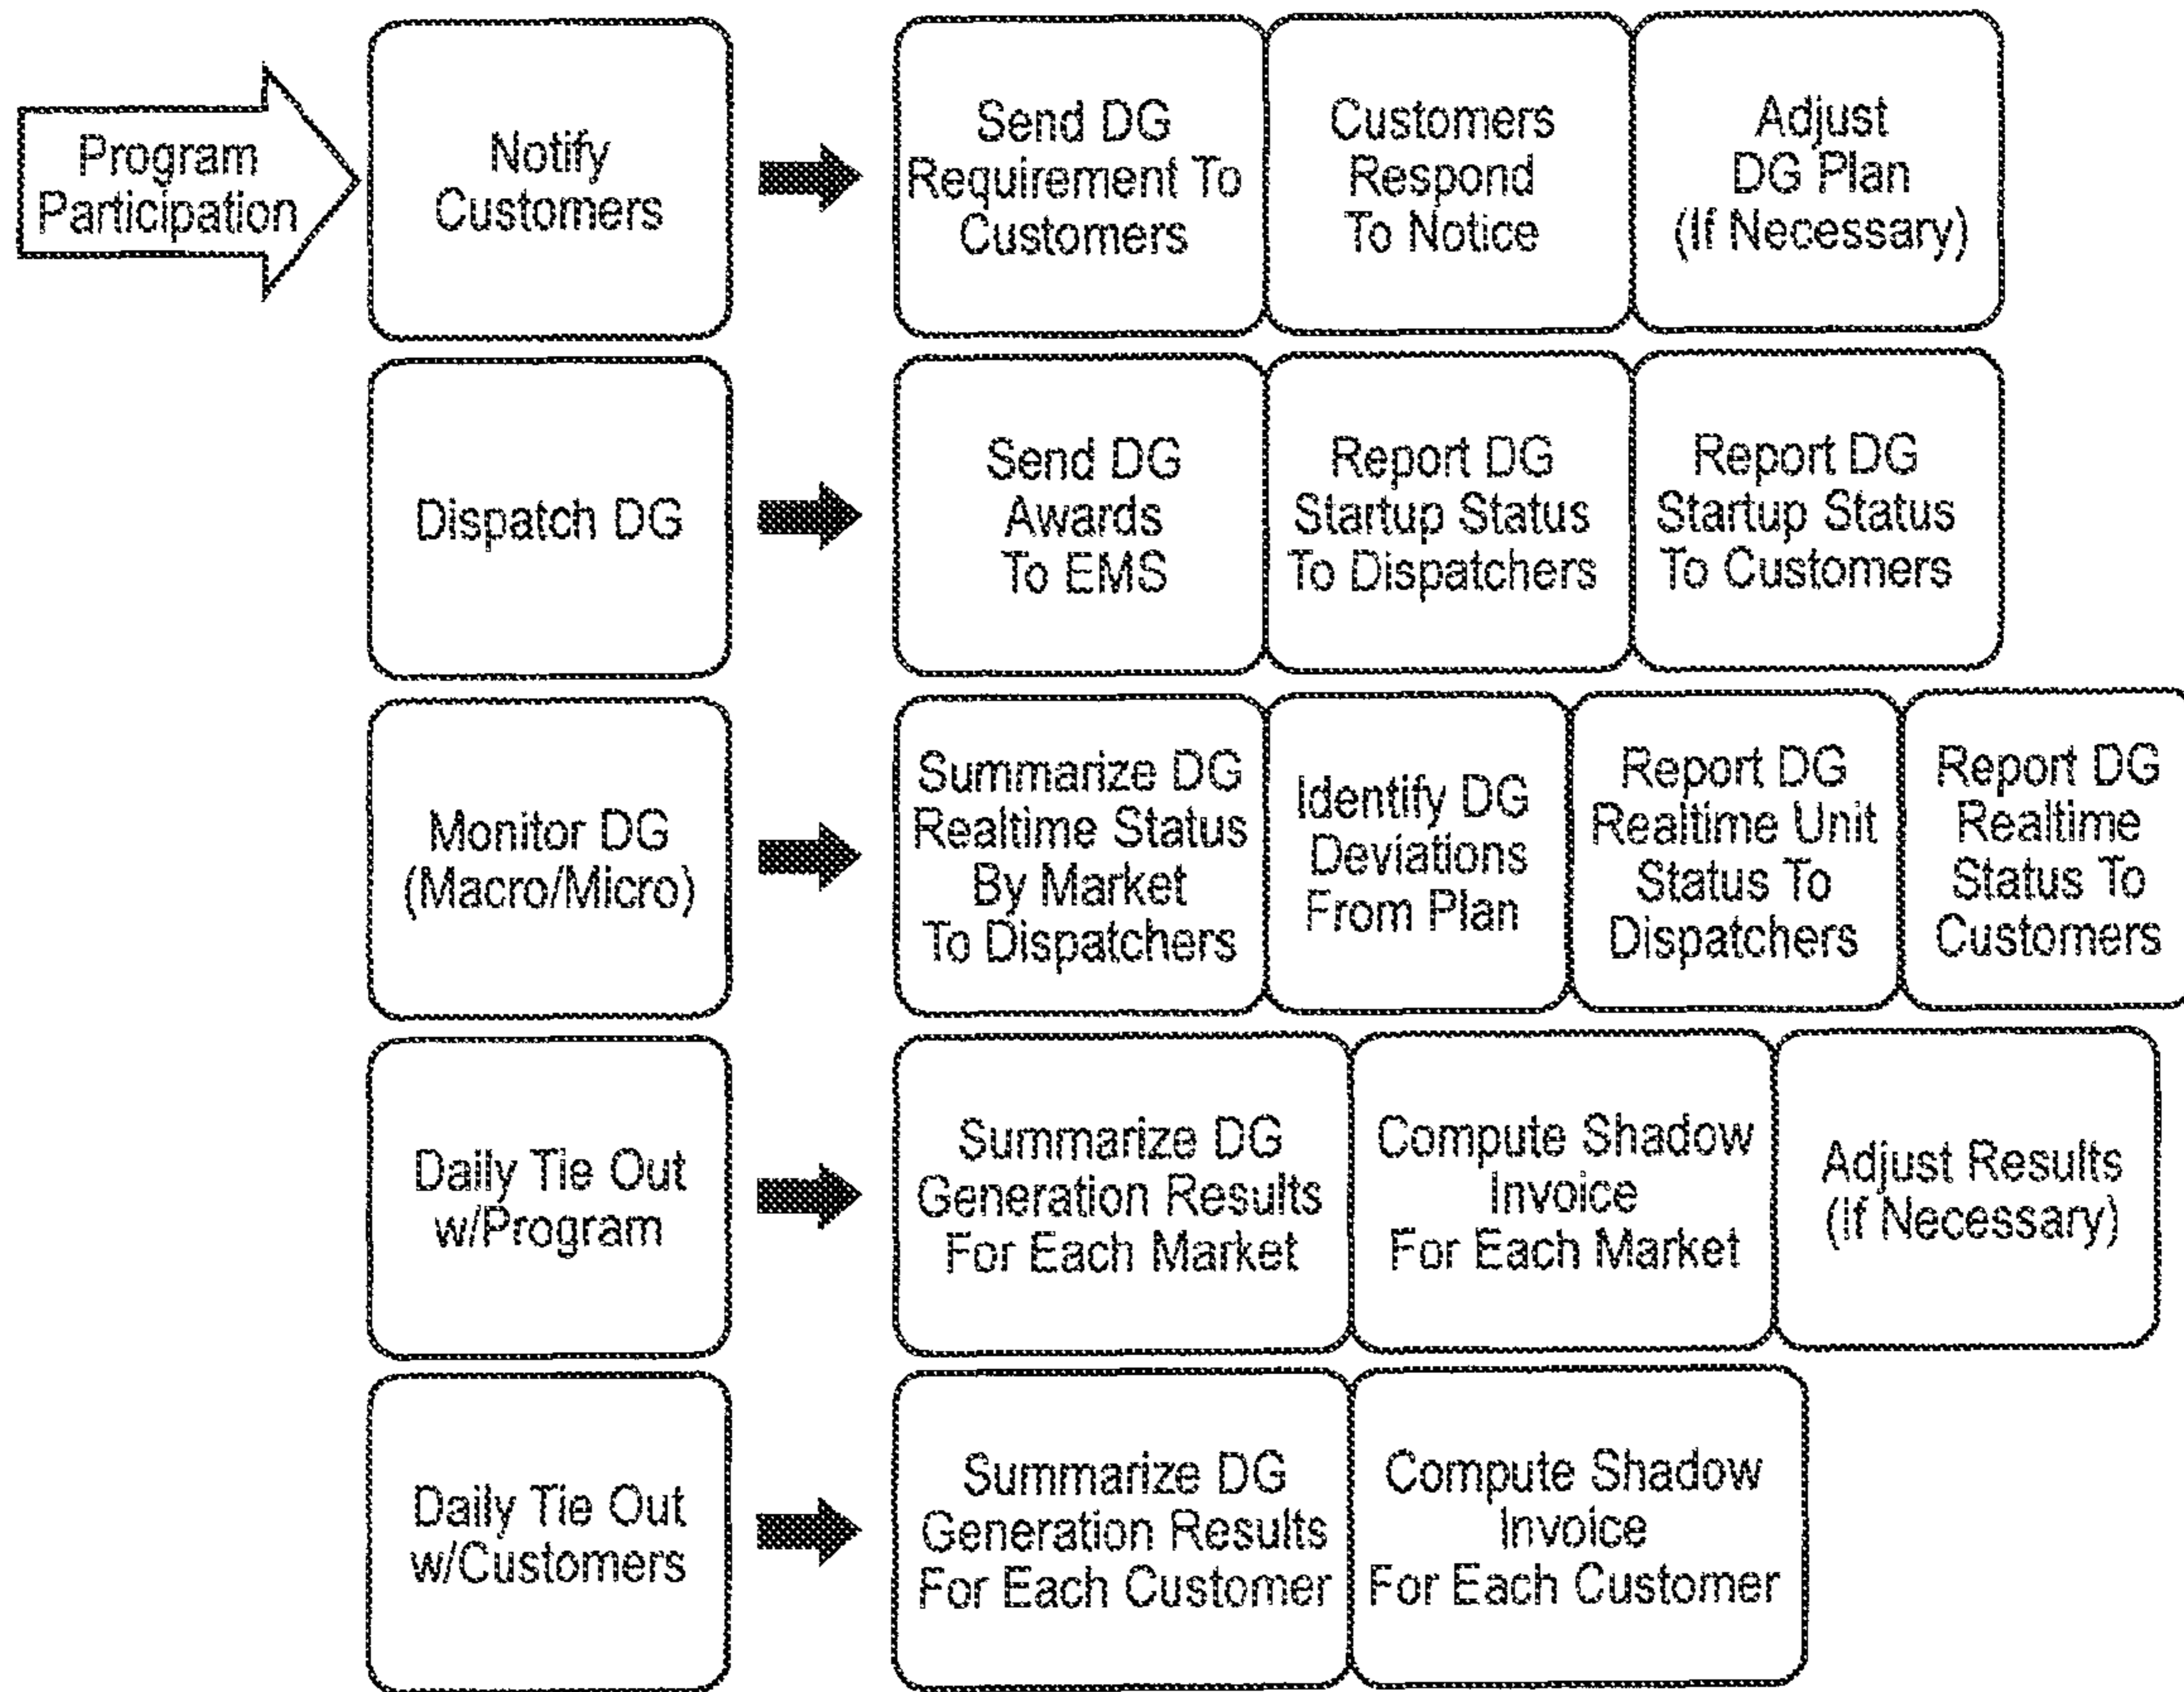 Program
Participation
Notify
Customers
Send DG
Requirement To
Customers
Customers
Respond
To Notice
Adjust
DG Plan
(If Necessary)
Dispatch DG
Send DG
Awards
To EMS
Report DG
Startup Status
To Dispatchers
Report DG
Startup Status
To Customers
Monitor DG
(Macro/Micro)
Summarize DG
Realtime Status
By Market
To Dispatchers
Identify DG
Deviations
From Plan
Report DG
Realtime Unit
Status To
Dispatchers
Report DG
Realtime
Status To
Customers
Daily Tie Out
w/Program
Summarize DG
Generation Results
For Each Market
Compute Shadow
Invoice
For Each Market
Adjust Results
(If Necessary)
Daily Tie Out
w/Customers
Summarize DG
Generation Results
For Each Customer
Compute Shadow
Invoice
For Each Customer